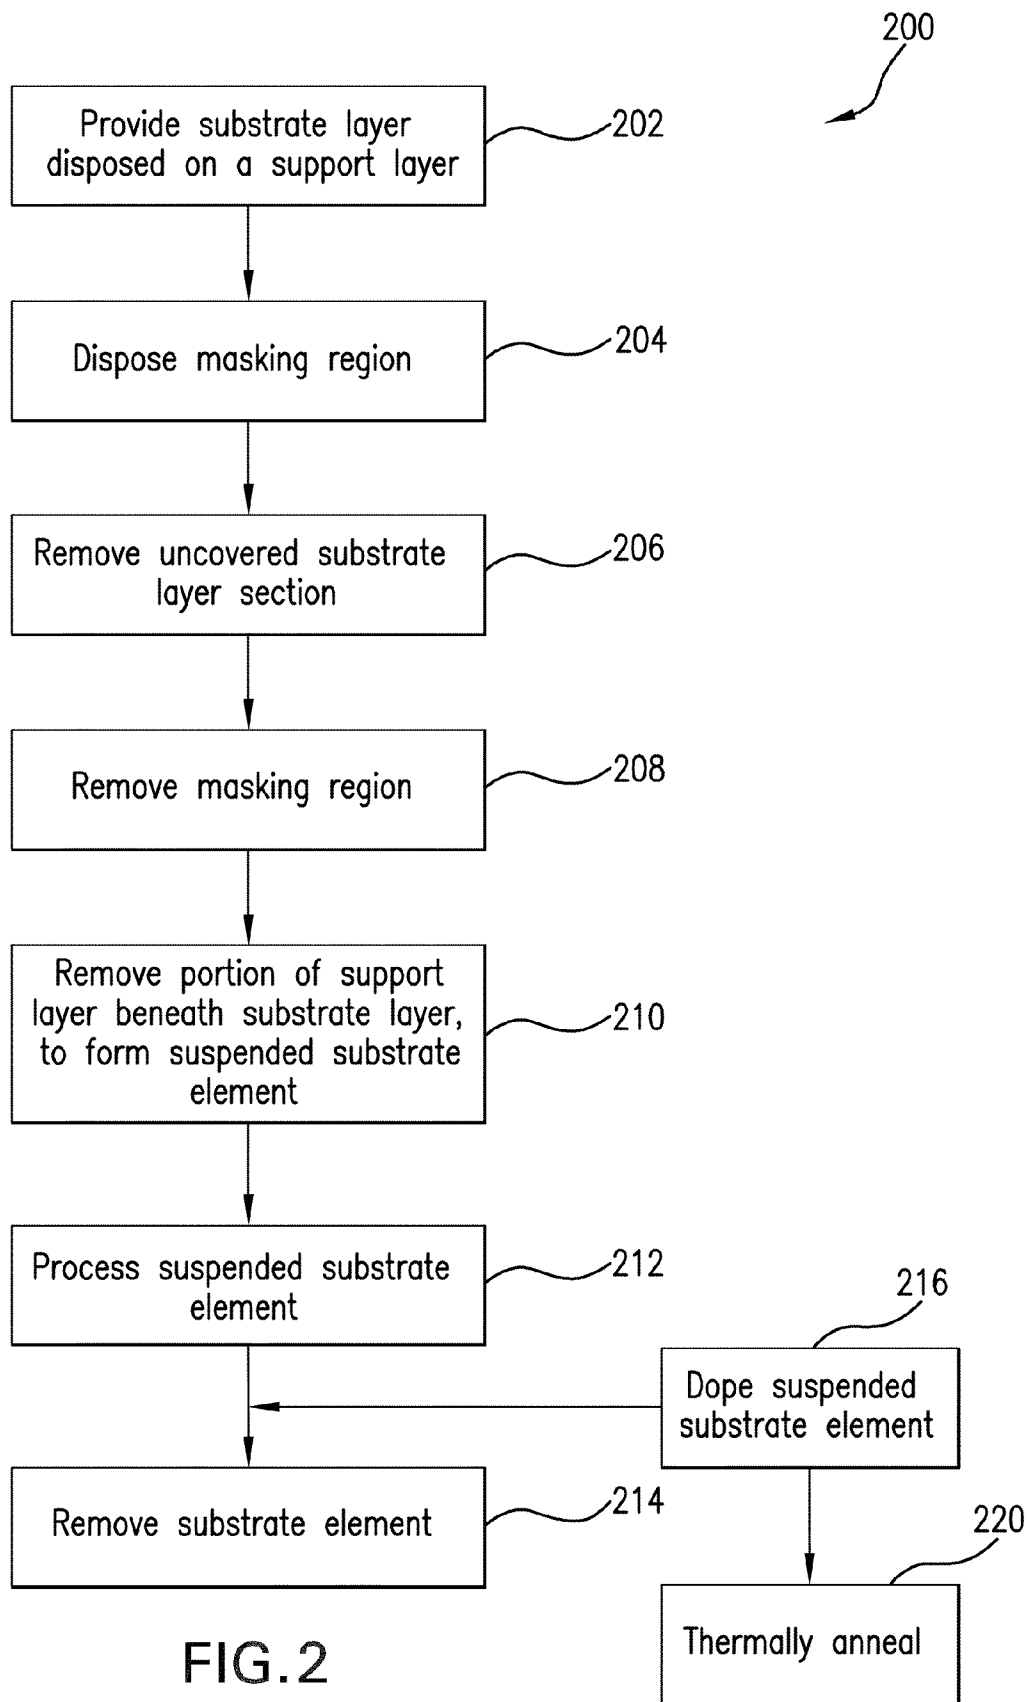 200
Provide substrate layer
disposed on a support layer
202
Dispose masking region
204
Remove uncovered substrate
layer section
206
Remove masking region
208
Remove portion of support
layer beneath substrate layer,
to form suspended substrate
element
210
Process suspended substrate
element
212
216
Dope suspended
substrate element
Remove substrate element
214
220
Thermally anneal
FIG.2